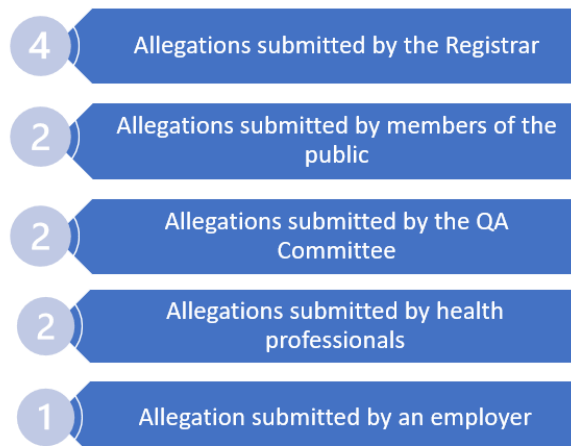 4
Allegations submitted by the Registrar
2
Allegations submitted by members of the
public
2
Allegations submitted by the QA
Committee
2
Allegations submitted by health
professionals
1
Allegation submitted by an employer